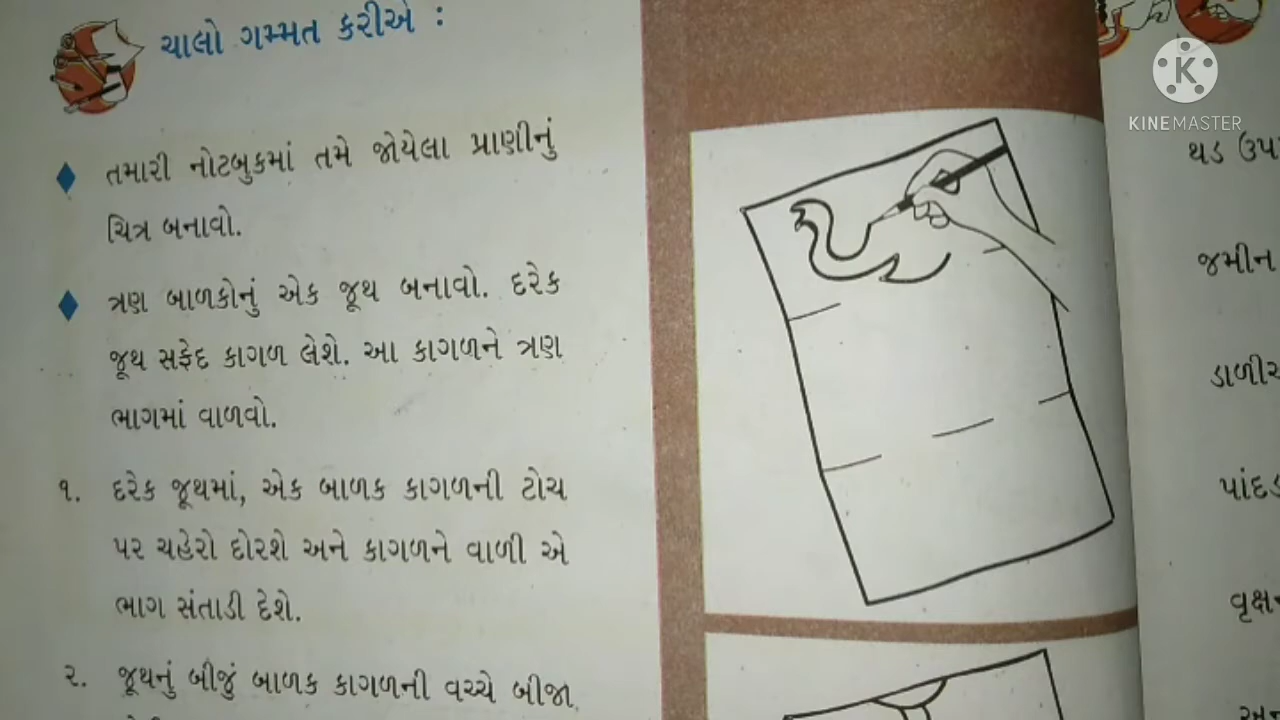 ચાલો ગમ્મત કરીએ :
તમારી નોટબુકમાં તમે જોયેલા પ્રાણીનું
ચિત્ર બનાવો.
ત્રણ બાળકોનું એક જૂથ બનાવો. દરેક
જૂથ સફેદ કાગળ લેશે. આ કાગળને ત્રણ
ભાગમાં વાળવો.
૧. દરેક જૂથમાં, એક બાળક કાગળની ટોચ
પર ચહેરો દોરશે અને કાગળને વાળી એ
ભાગ સંતાડી દેશે.
૨. જૂથનું બીજું બાળક કાગળની વચ્ચે બીજા
K
KINEMASTER
થડ
જમીન